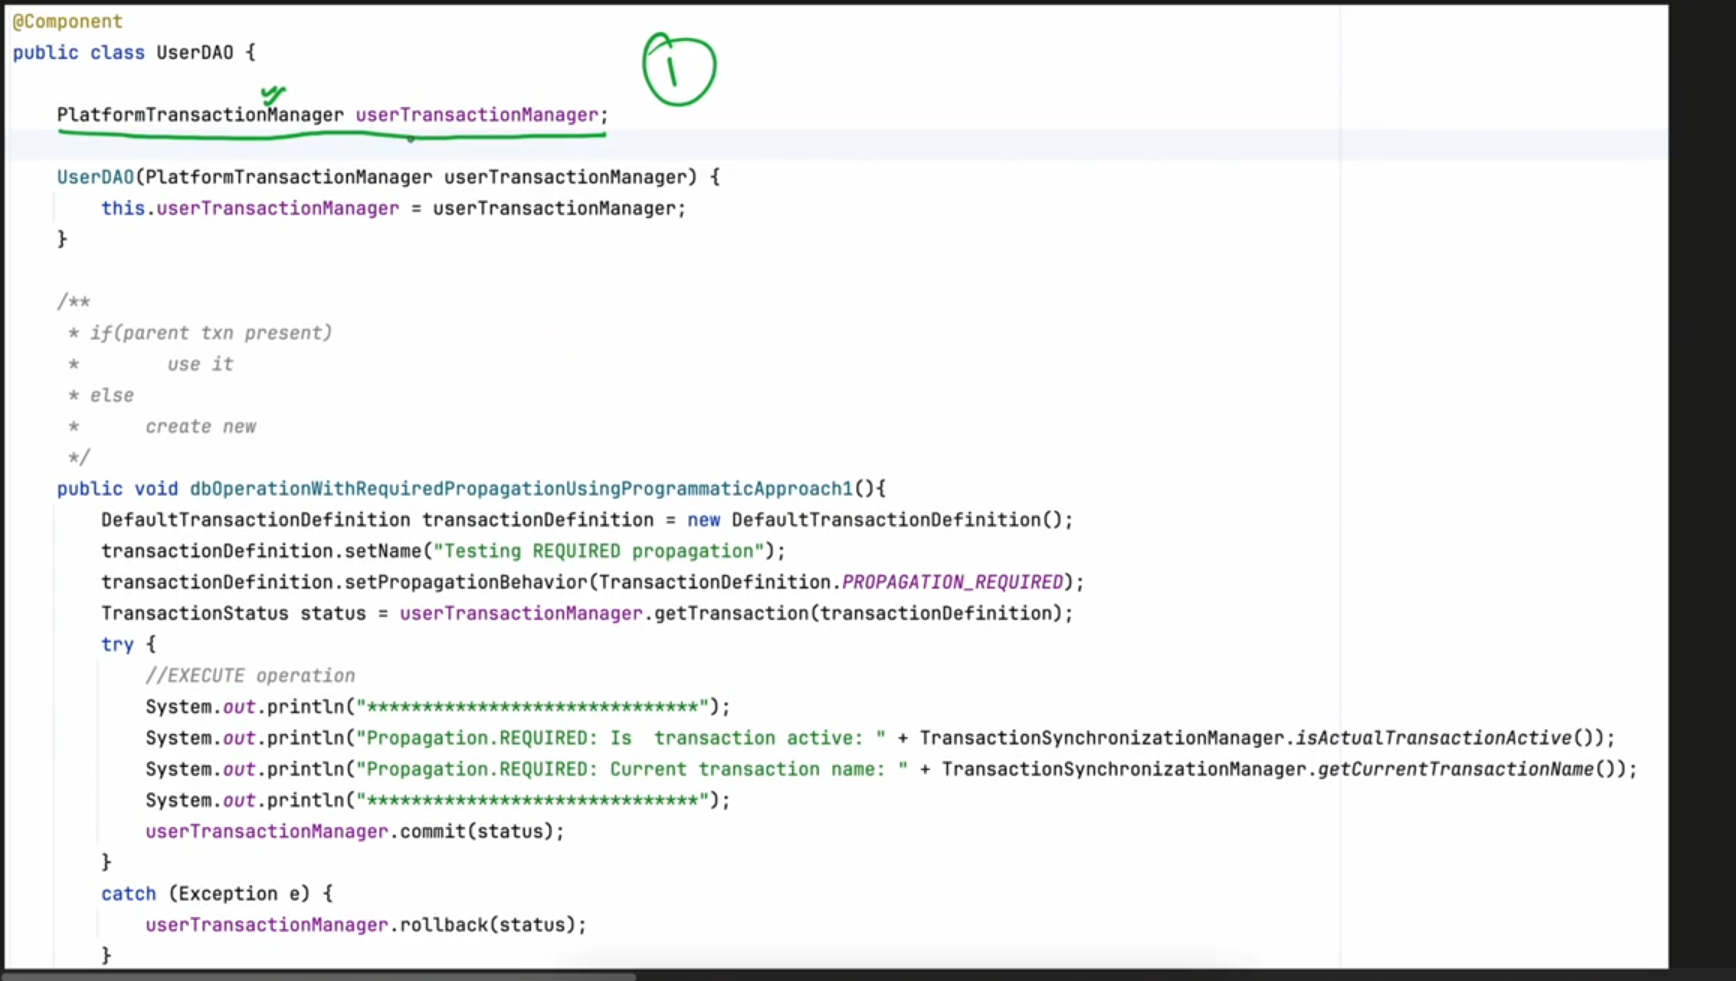 @Component
public class UserDAO {
1
PlatformTransactionManager userTransactionManager;
UserDAO(PlatformTransactionManager userTransactionManager) {
this.userTransactionManager = userTransactionManager;
}
/**
* if(parent txn present)
* use it
* else
* create new
*/
public void dbOperationWithRequiredPropagationUsingProgrammaticApproach1(){
DefaultTransactionDefinition transactionDefinition = new DefaultTransactionDefinition();
transactionDefinition.setName("Testing REQUIRED propagation");
transactionDefinition.setPropagationBehavior(TransactionDefinition.PROPAGATION_REQUIRED);
TransactionStatus status = userTransactionManager.getTransaction(transactionDefinition);
try {
//EXECUTE operation
System.out.println("******************************");
System.out.println("Propagation.REQUIRED: Is  transaction active: " + TransactionSynchronizationManager.isActualTransactionActive());
System.out.println("Propagation.REQUIRED: Current transaction name: " + TransactionSynchronizationManager.getCurrentTransactionName());
System.out.println("******************************");
userTransactionManager.commit(status);
}
catch (Exception e) {
userTransactionManager.rollback(status);
}